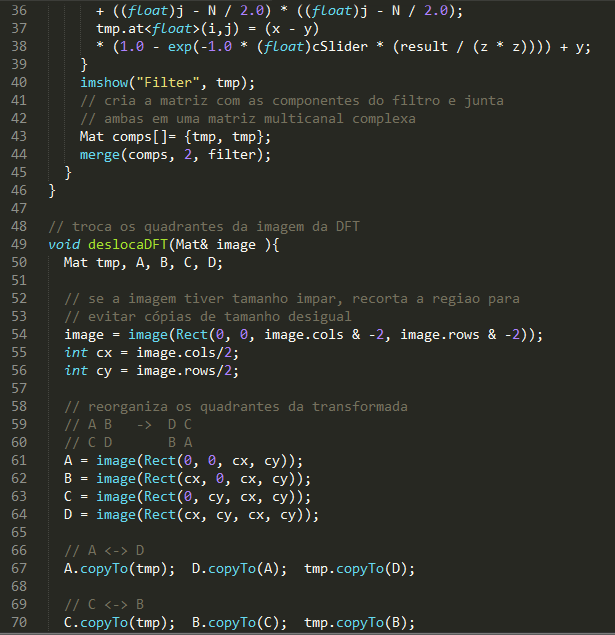 36 + ((float)j - N / 2.0) * ((float)j - N / 2.0);
37 tmp.at<float>(i,j) = (x - y)
38 * (1.0 - exp(-1.0 * (float)cSlider * (result / (z * z)))) + y;
39 }
40 imshow("Filter", tmp);
41 // cria a matriz com as componentes do filtro e junta
42 // ambas em uma matriz multicanal complexa
43 Mat comps[]= {tmp, tmp};
44 merge(comps, 2, filter);
45 }
46 }
47
48 // troca os quadrantes da imagem da DFT
49 void deslocaDFT(Mat& image ){
50 Mat tmp, A, B, C, D;
51
52 // se a imagem tiver tamanho impar, recorta a regiao para
53 // evitar cópias de tamanho desigual
54 image = image(Rect(0, 0, image.cols & -2, image.rows & -2));
55 int cx = image.cols/2;
56 int cy = image.rows/2;
57
58 // reorganiza os quadrantes da transformada
59 // A B -> D C
60 // C D B A
61 A = image(Rect(0, 0, cx, cy));
62 B = image(Rect(cx, 0, cx, cy));
63 C = image(Rect(0, cy, cx, cy));
64 D = image(Rect(cx, cy, cx, cy));
65
66 // A <-> D
67 A.copyTo(tmp); D.copyTo(A); tmp.copyTo(D);
68
69 // C <-> B
70 C.copyTo(tmp); B.copyTo(C); tmp.copyTo(B);